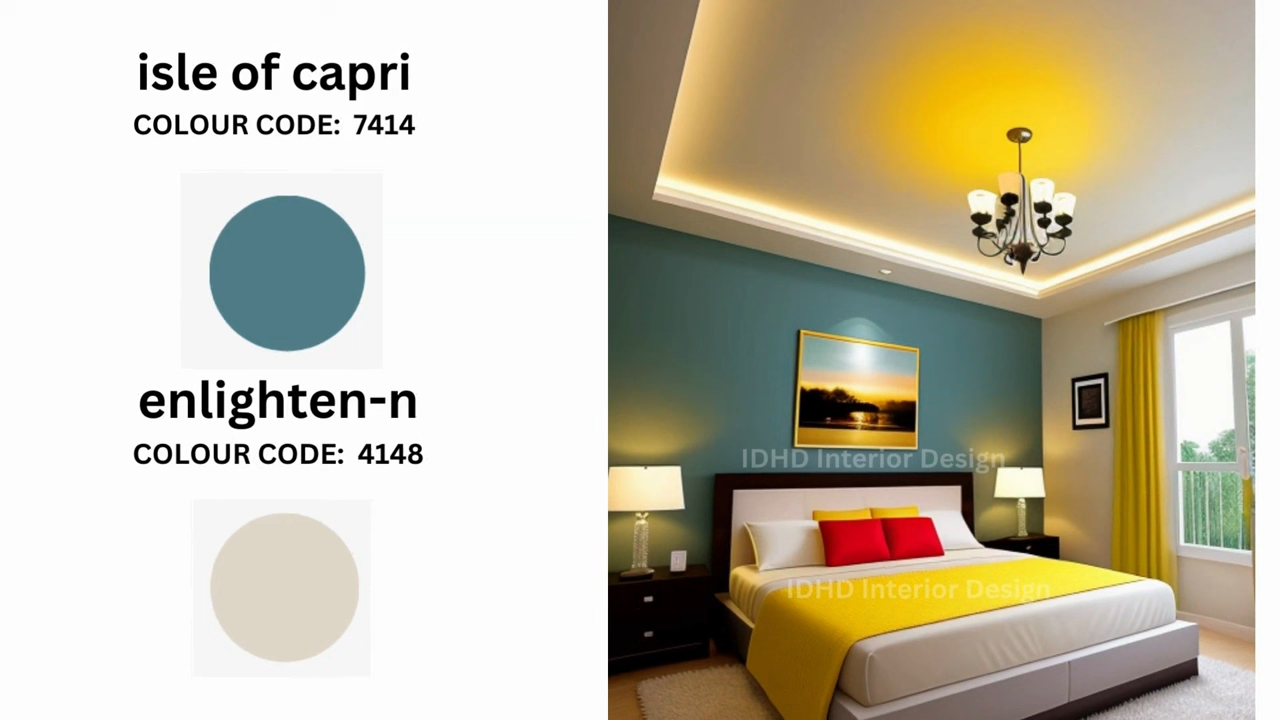 isle of capri
COLOUR CODE: 7414
enlighten-n
COLOUR CODE: 4148
IDHD Interior Design
IDHD Interior Design